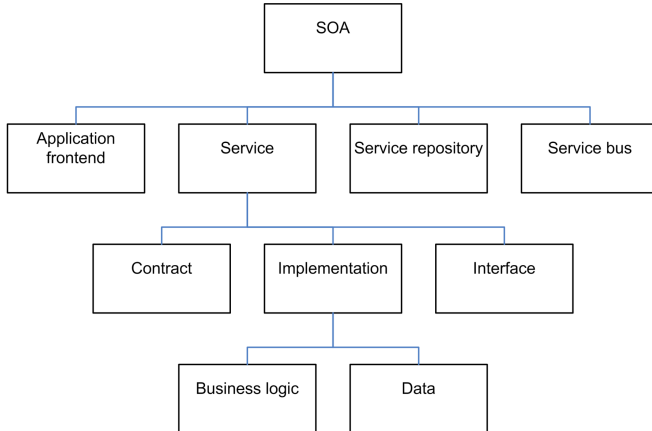 SOA
Application
frontend
Service
Service repository
Service bus
Contract
Implementation
Interface
Business logic
Data